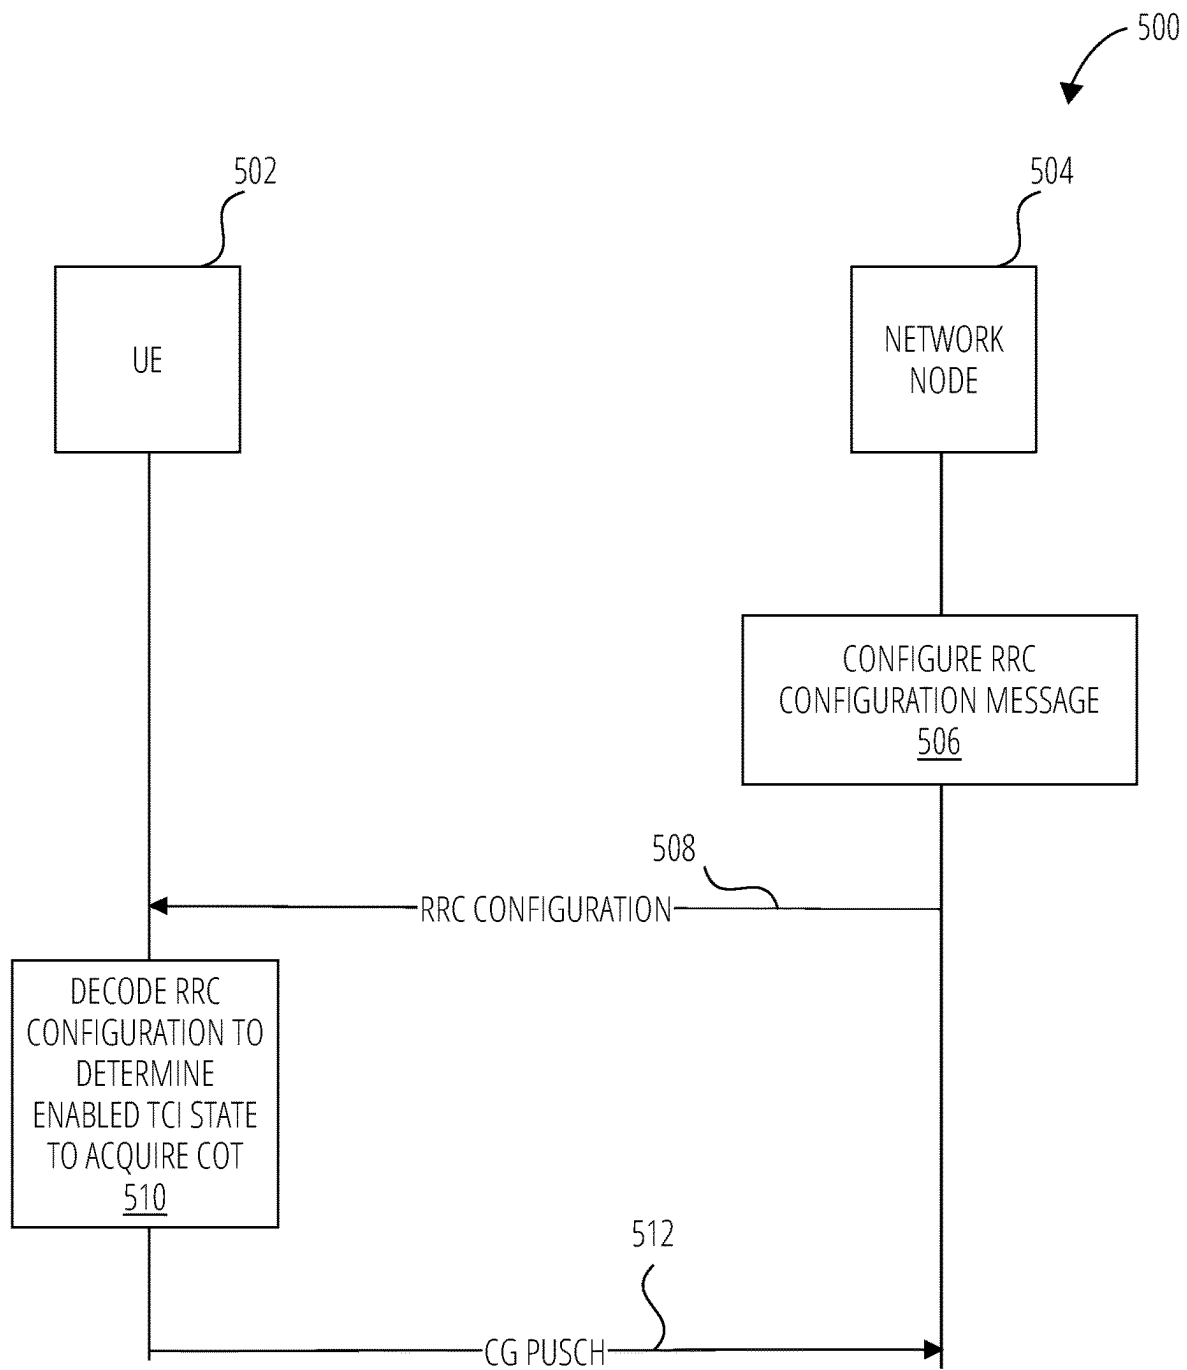 500
502
504
UE
NETWORK
NODE
CONFIGURE RRC
CONFIGURATION MESSAGE
506
508
RRC CONFIGURATION
DECODE RRC
CONFIGURATION TO
DETERMINE
ENABLED TCI STATE
TO ACQUIRE COT
510
512
CG PUSCH